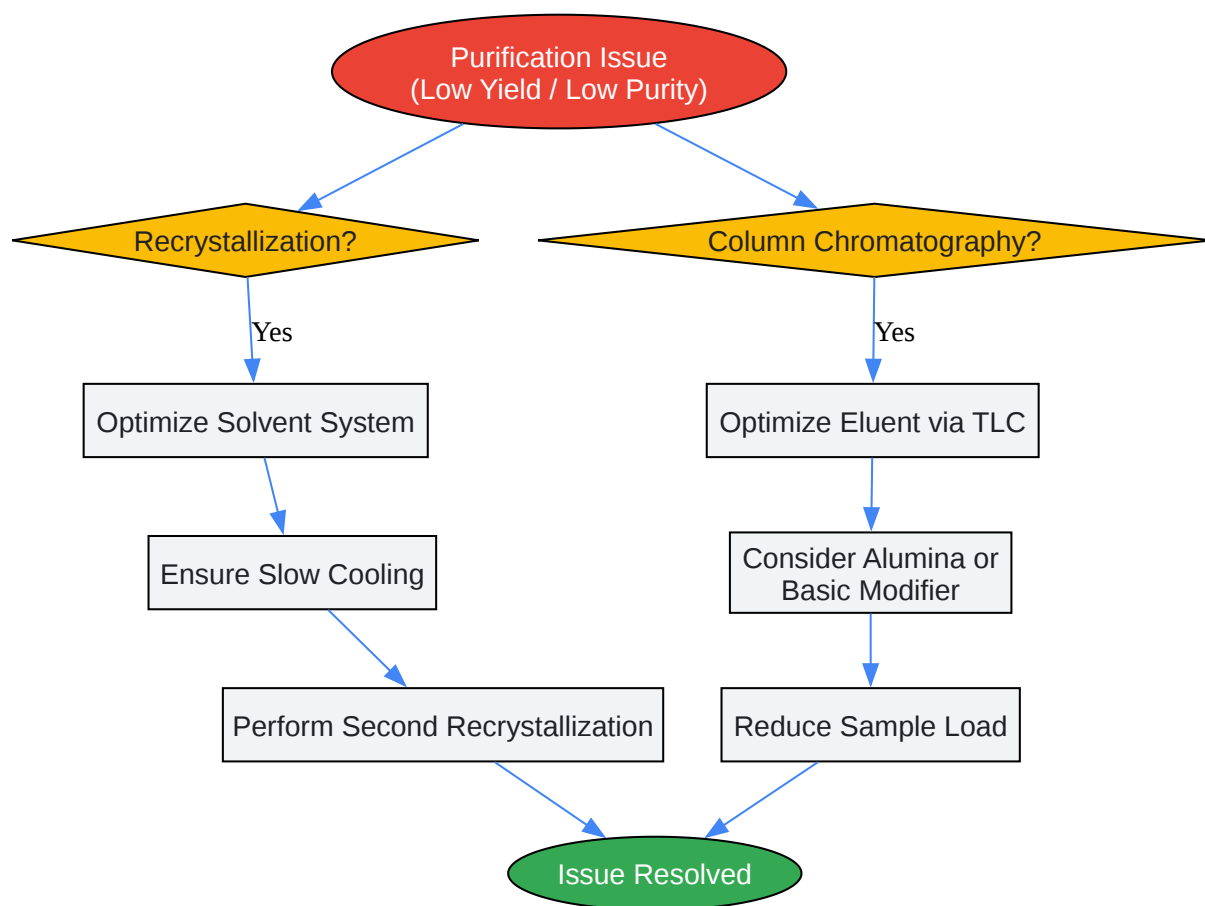 Purification Issue
(Low Yield / Low Purity)
Recrystallization?
Column Chromatography?
Yes
Yes
Optimize Solvent System
Optimize Eluent via TLC
Ensure Slow Cooling
Consider Alumina or
Basic Modifier
Perform Second Recrystallization
Reduce Sample Load
Issue Resolved